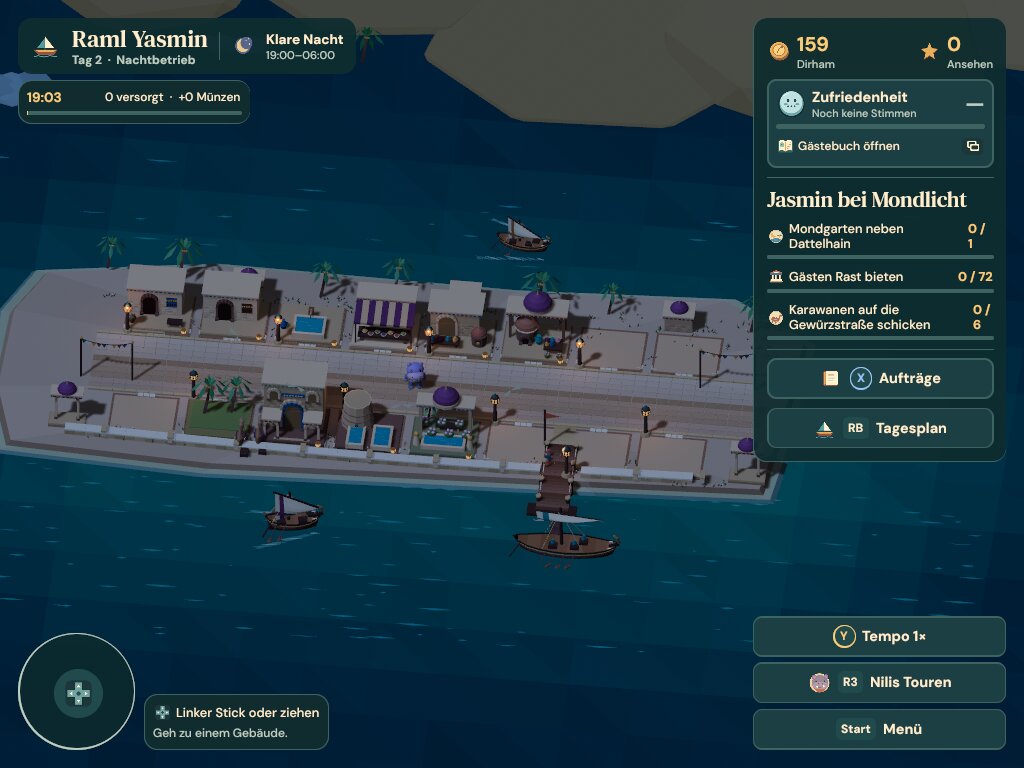 Raml Yasmin
Tag 2 · Nachtbetrieb
Klare Nacht
19:00–06:00
19:03
0 versorgt · +0 Münzen
159
Dirham
0
Ansehen
Zufriedenheit
Noch keine Stimmen
—
Gästebuch öffnen
Jasmin bei Mondlicht
Mondgarten neben
Dattelhain
0 /
1
Gästen Rast bieten
0 / 72
Karawanen auf die
Gewürzstraße schicken
0 /
6
X Aufträge
RB Tagesplan
Y Tempo 1×
R3 Nilis Touren
Start Menü
Linker Stick oder ziehen
Geh zu einem Gebäude.